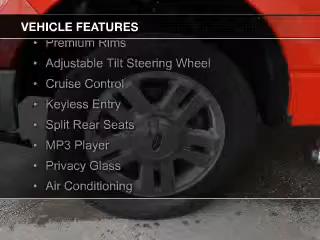 VEHICLE FEATURES
• Premium Rims
• Adjustable Tilt Steering Wheel
• Cruise Control
• Keyless Entry
• Split Rear Seats
• MP3 Player
• Privacy Glass
• Air Conditioning